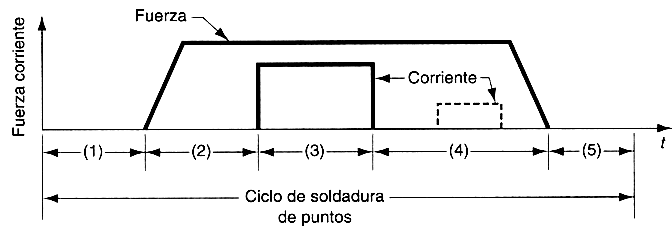 Fuerza
Fuerza corriente
Corriente
(1) (2) (3) (4) (5) t
Ciclo de soldadura
de puntos